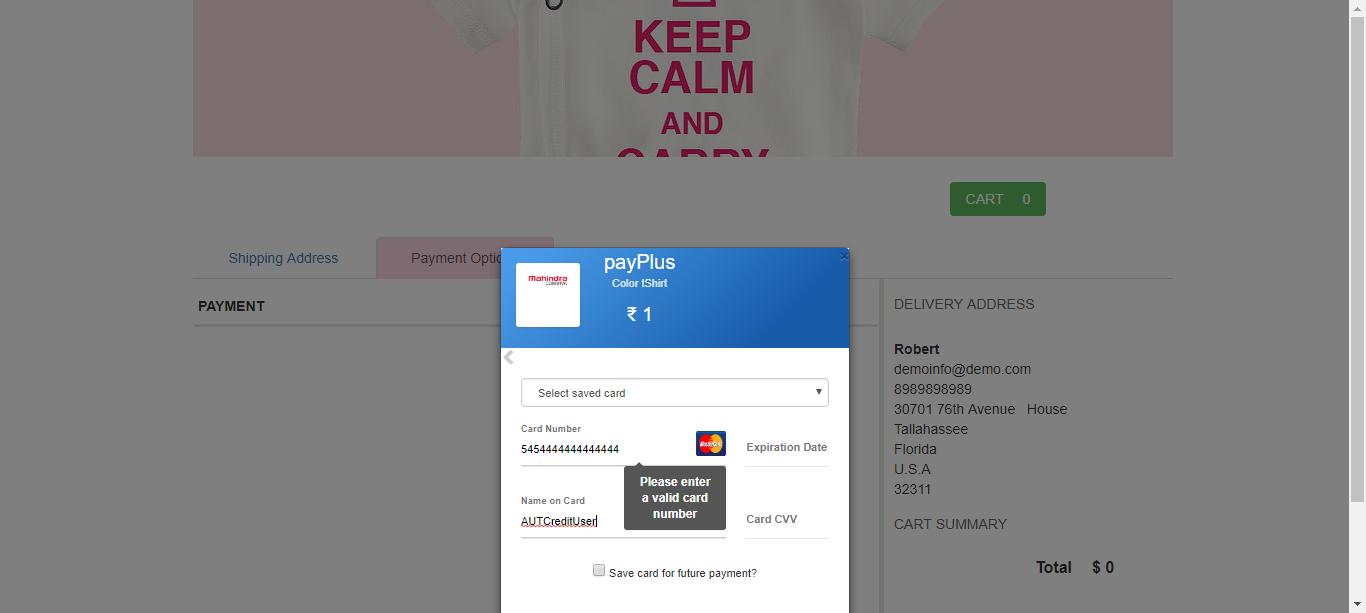 KEEP
CALM
AND
CART 0
Shipping Address
Payment Optio
payPlus
Mahindra
Color tShirt
₹ 1
PAYMENT
DELIVERY ADDRESS
Robert
demoinfo@demo.com
8989898989
30701 76th Avenue House
Tallahassee
Florida
U.S.A
32311
CART SUMMARY
Total $ 0
Select saved card
Card Number
5454444444444444
Expiration Date
Please enter
a valid card
number
Name on Card
AUTCreditUser
Card CVV
Save card for future payment?